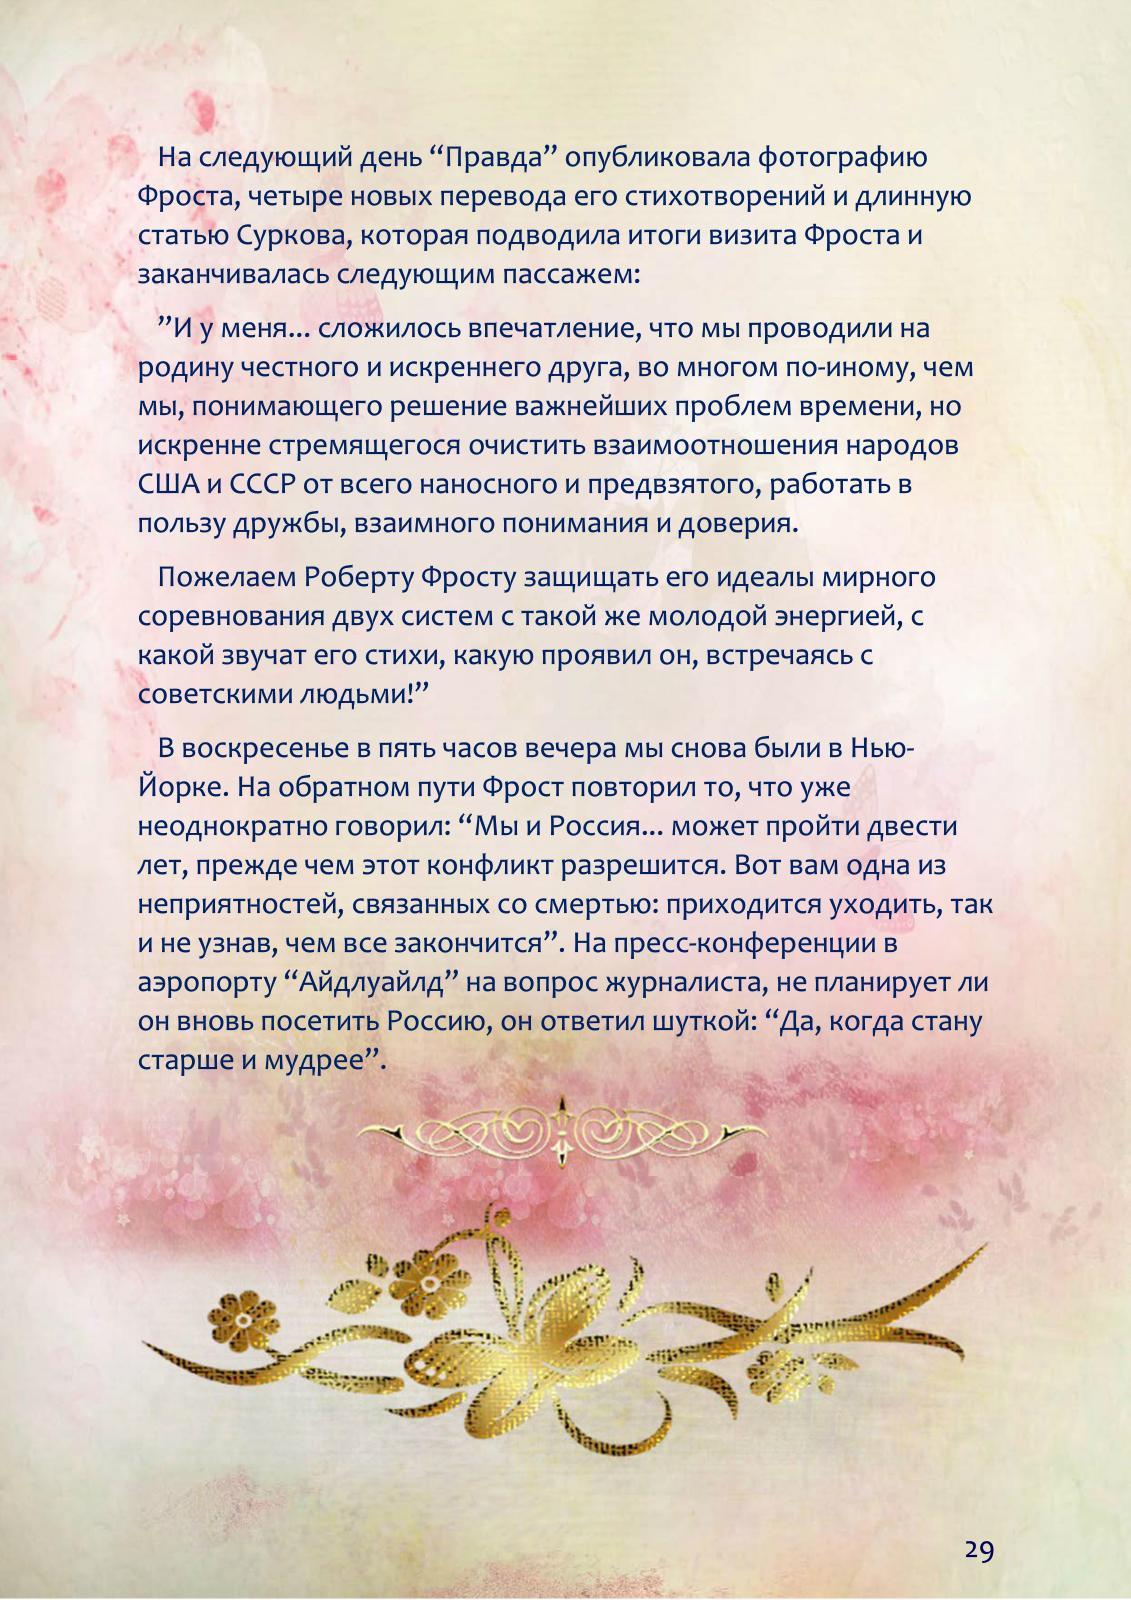 На следующий день “Правда” опубликовала фотографию
Фроста, четыре новых перевода его стихотворений и длинную
статью Суркова, которая подводила итоги визита Фроста и
заканчивалась следующим пассажем:
”И у меня... сложилось впечатление, что мы проводили на
родину честного и искреннего друга, во многом по-иному, чем
мы, понимающего решение важнейших проблем времени, но
искренне стремящегося очистить взаимоотношения народов
США и СССР от всего наносного и предвзятого, работать в
пользу дружбы, взаимного понимания и доверия.
Пожелаем Роберту Фросту защищать его идеалы мирного
соревнования двух систем с такой же молодой энергией, с
какой звучат его стихи, какую проявил он, встречаясь с
советскими людьми!”
В воскресенье в пять часов вечера мы снова были в Нью-
Йорке. На обратном пути Фрост повторил то, что уже
неоднократно говорил: “Мы и Россия... может пройти двести
лет, прежде чем этот конфликт разрешится. Вот вам одна из
неприятностей, связанных со смертью: приходится уходить, так
и не узнав, чем все закончится”. На пресс-конференции в
аэропорту “Айдлуайлд” на вопрос журналиста, не планирует ли
он вновь посетить Россию, он ответил шуткой: “Да, когда стану
старше и мудрее”.
29